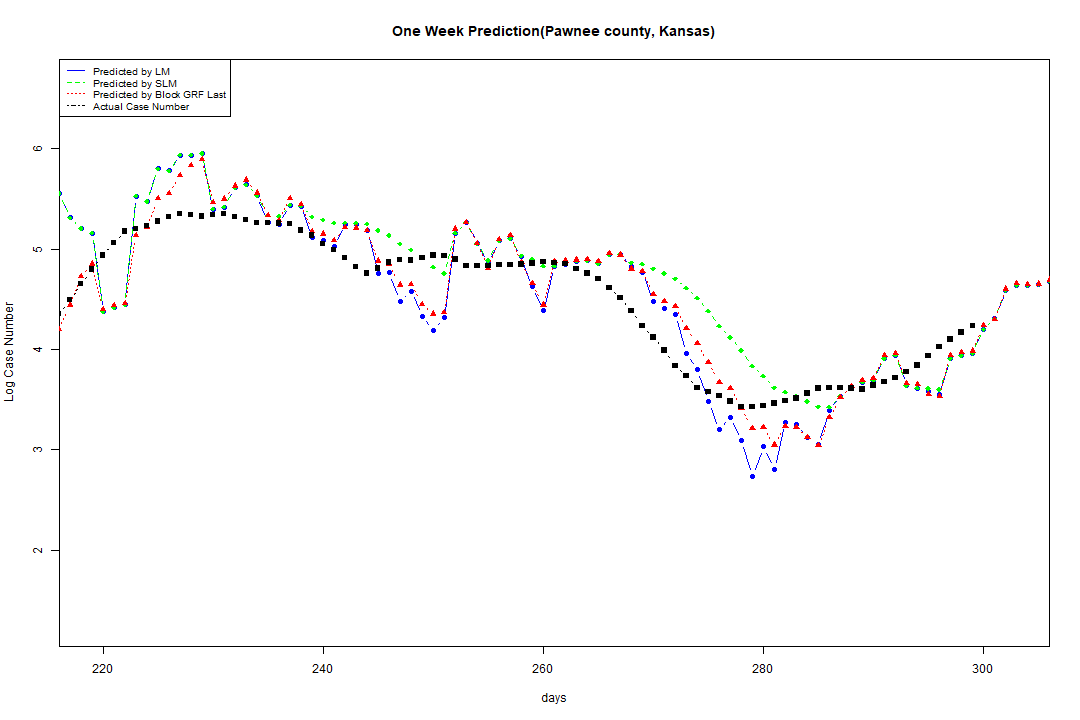 One Week Prediction(Pawnee county, Kansas)
Predicted by LM
Predicted by SLM
Predicted by Block GRF Last
Actual Case Number
6
5
4
3
2
Log Case Number
220 240 260 280 300
days